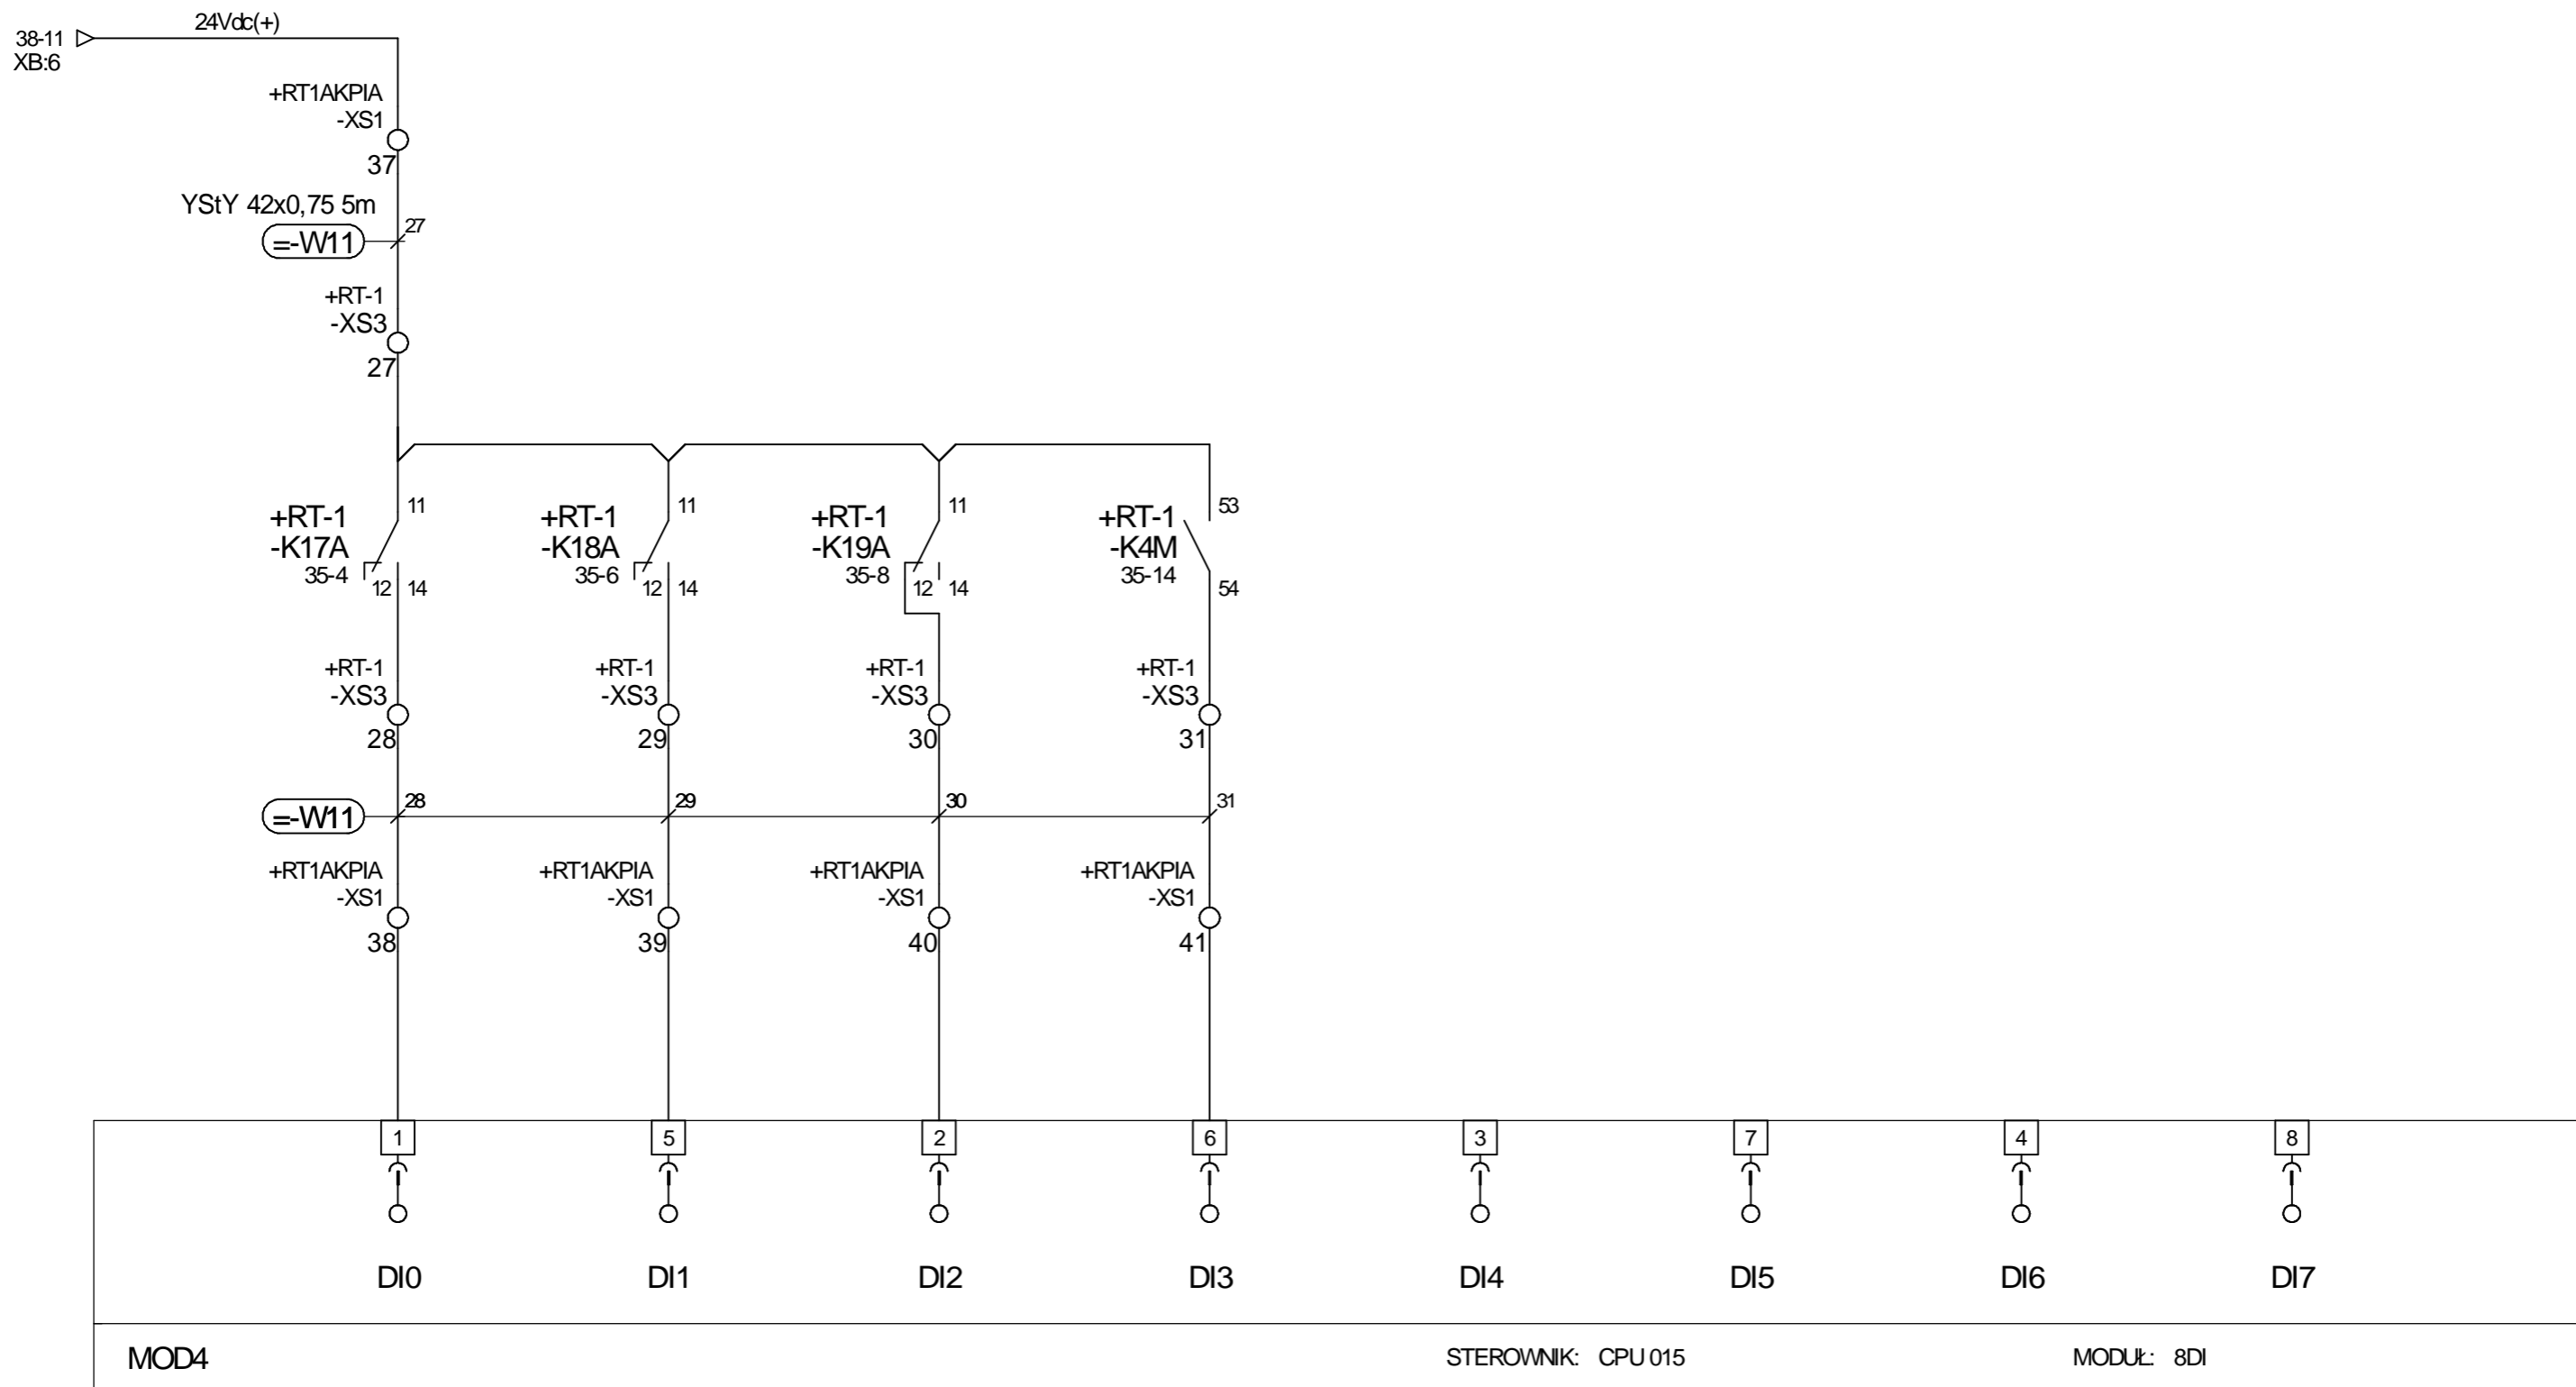 24Vdc(+)
38-11
XB:6
+RT1AKPIA
-XS1
37
YStY 42x0,75 5m
27
=-W11
+RT-1
-XS3
27
11 11 11 53
+RT-1 +RT-1 +RT-1 +RT-1
-K17A -K18A -K19A -K4M
35-4 35-6 35-8 35-14
12 14 12 14 12 14 54
+RT-1 +RT-1 +RT-1 +RT-1
-XS3 -XS3 -XS3 -XS3
28 29 30 31
28 29 30 31
=-W11
+RT1AKPIA +RT1AKPIA +RT1AKPIA +RT1AKPIA
-XS1 -XS1 -XS1 -XS1
38 39 40 41
1 5 2 6 3 7 4 8
DI0 DI1 DI2 DI3 DI4 DI5 DI6 DI7
MOD4 STEROWNIK: CPU 015 MODUŁ: 8DI